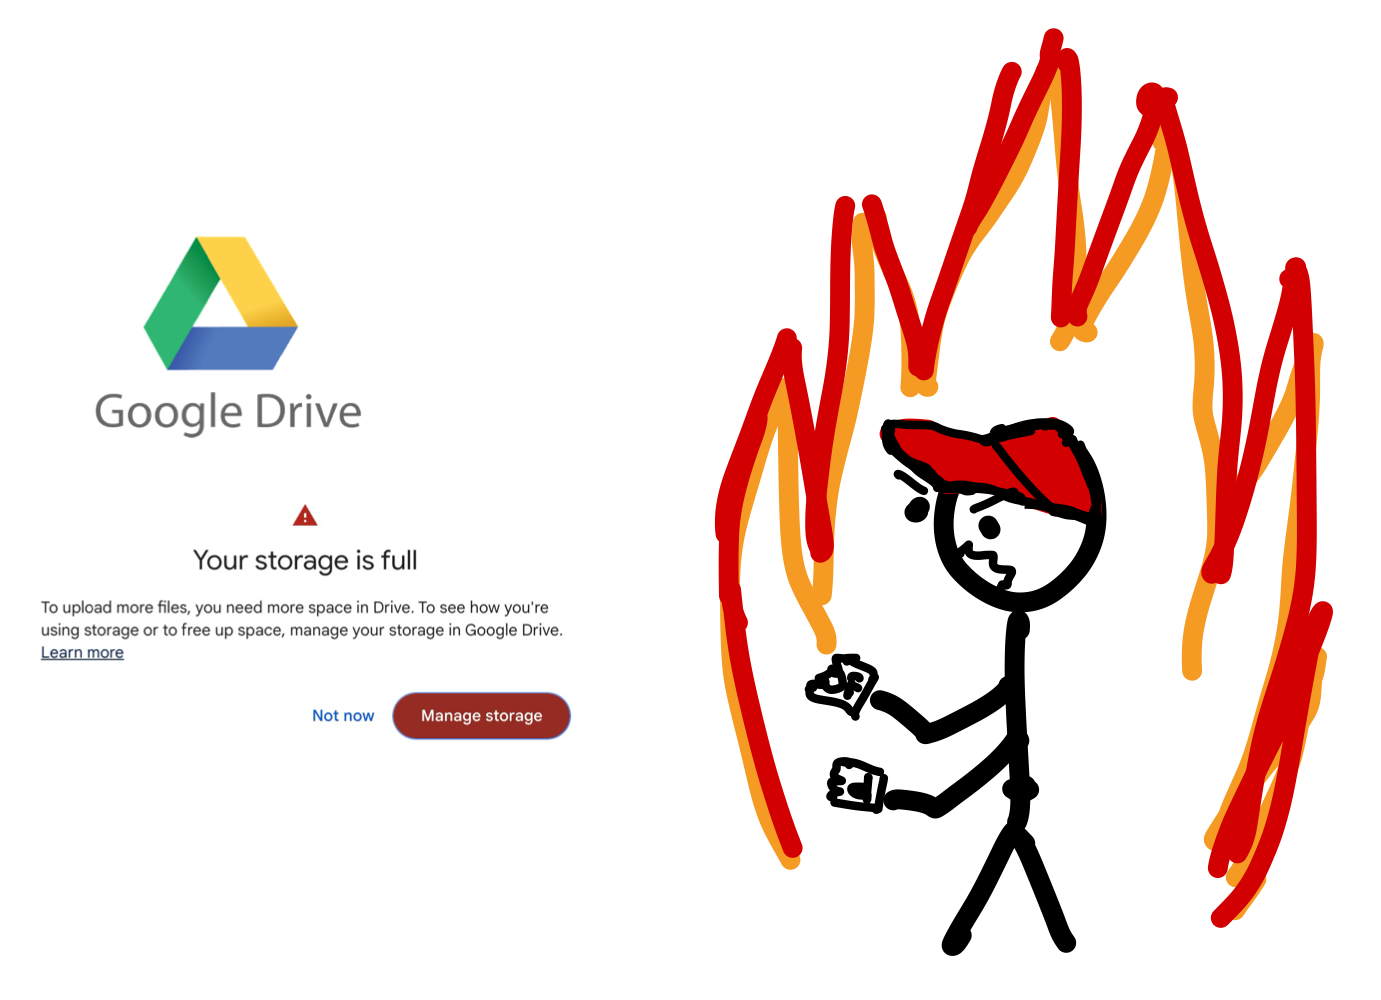 Google Drive
Your storage is full
To upload more files, you need more space in Drive. To see how you're
using storage or to free up space, manage your storage in Google Drive.
Learn more
Not now
Manage storage